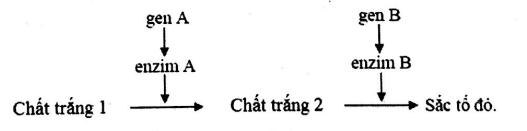 gen A gen B
enzim A enzim B
Chất trắng 1 Chất trắng 2 Sắc tố đỏ.